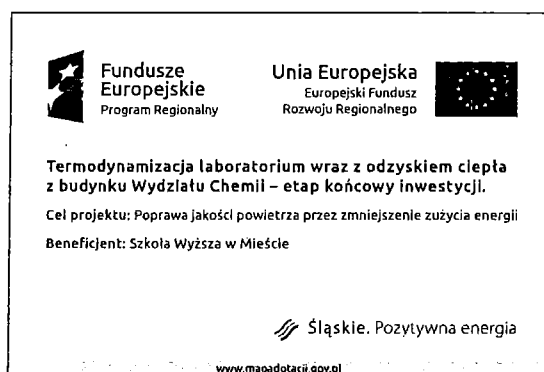 Fundusze
Europejskie
Program Regionalny
Unia Europejska
Europejski Fundusz
Rozwoju Regionalnego
Termodynamizacja laboratorium wraz z odzyskiem ciepła
z budynku Wydziału Chemii – etap końcowy inwestycji.
Cel projektu: Poprawa jakości powietrza przez zmniejszenie zużycia energii
Beneficjent: Szkoła Wyższa w Mieście
Śląskie. Pozytywna energia
www.mapadotacji.gov.pl